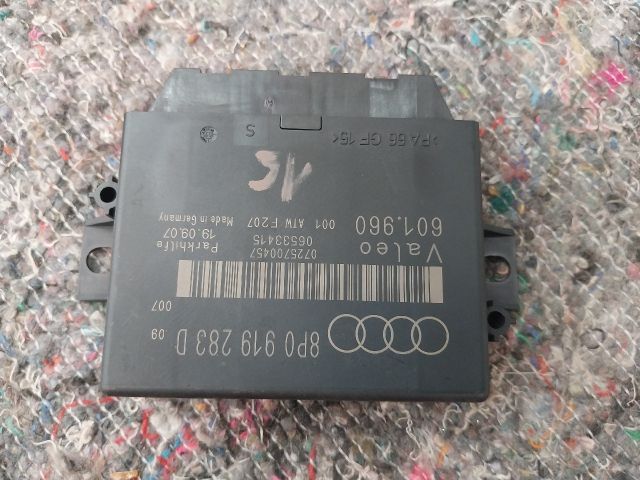 8P0 919 283 D
09
007
0725700457
06533415
001 ATW F207
Valeo
601.960
Parkhilfe
19.09.07
Made in Germany
1C
>PA 66 GF 15<
S
M